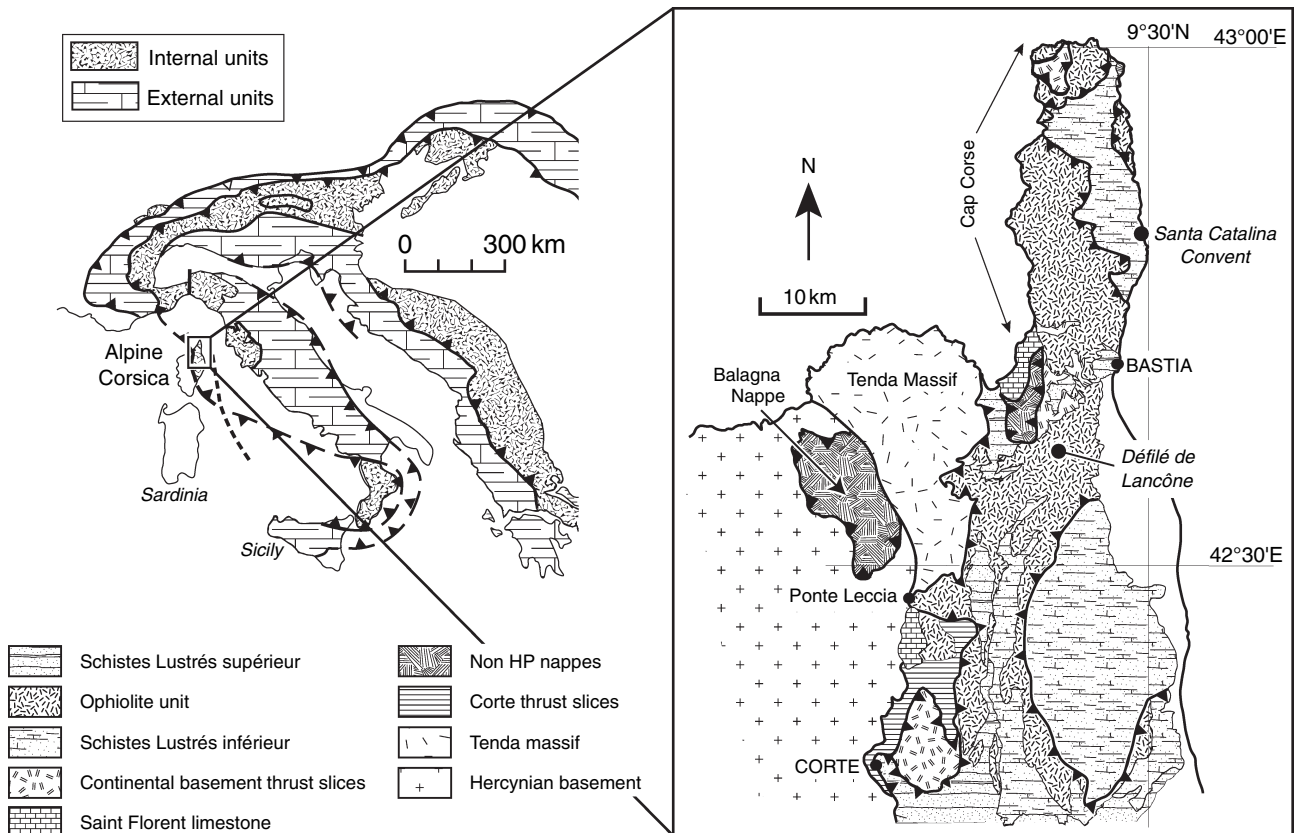 Internal units
External units
0 300 km
Alpine
Corsica
Sardinia
Sicily
Schistes Lustrés supérieur
Ophiolite unit
Schistes Lustrés inférieur
Continental basement thrust slices
Saint Florent limestone
Non HP nappes
Corte thrust slices
Tenda massif
Hercynian basement
9°30'N
43°00'E
N
Cap Corse
10 km
Santa Catalina
Convent
Balagna
Nappe
Tenda Massif
BASTIA
Défilé de
Lancône
42°30'E
Ponte Leccia
CORTE